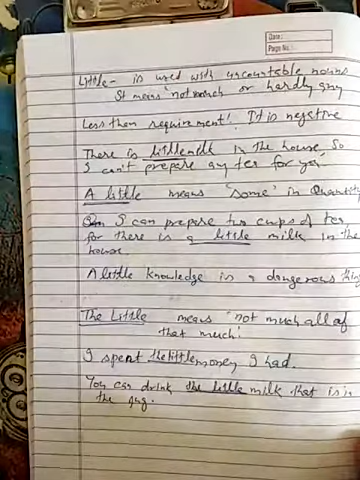 Date:
Page No.:
Little - is used with uncountable nouns
It means 'not much or hardly any
Less then requirement! It is negative
There is little milk in the house so
I can't prepare any tea for you
A little means 'some' in Quantity
I can prepare two cups of tea
for there is a little milk in the
house.
A little knowledge is a dangerous thing
The Little means 'not much all of
that much'.
I spent the little money I had.
You can drink the little milk that is in
the jug.